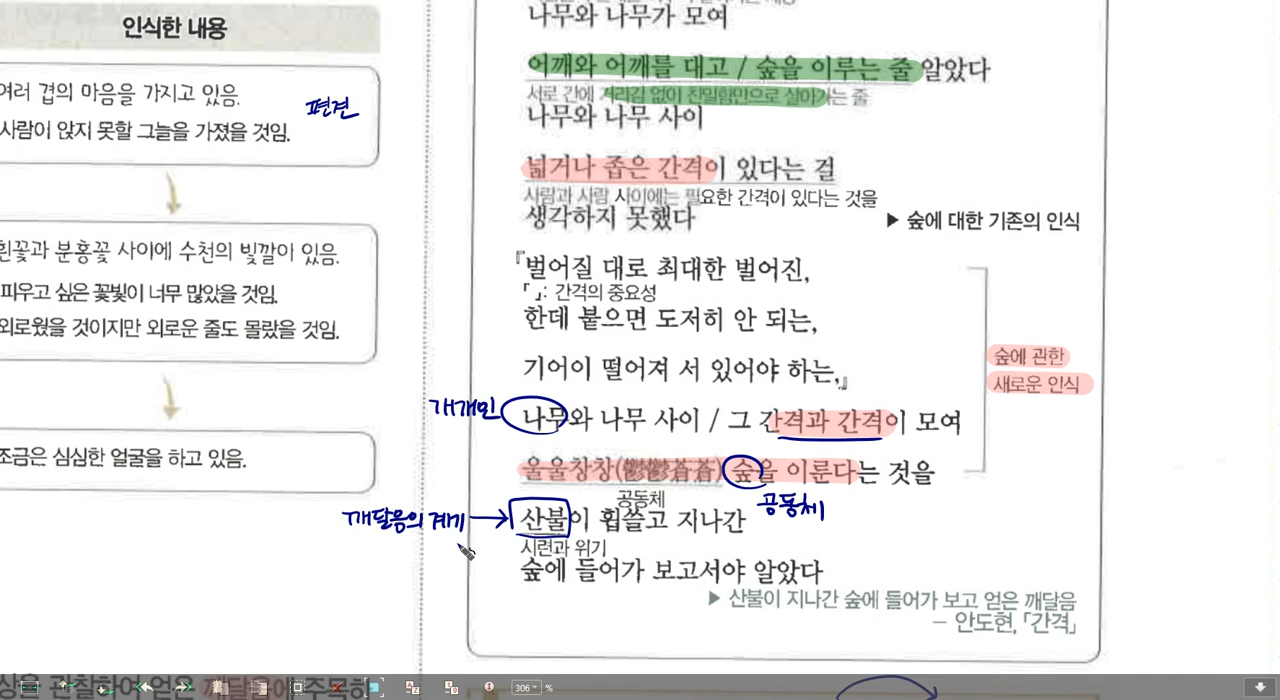 인식한 내용
여러 겹의 마음을 가지고 있음.
편견
사람이 앉지 못할 그늘을 가졌을 것임.
흰꽃과 분홍꽃 사이에 수천의 빛깔이 있음.
피우고 싶은 꽃빛이 너무 많았을 것임.
외로웠을 것이지만 외로운 줄도 몰랐을 것임.
조금은 심심한 얼굴을 하고 있음.
나무와 나무가 모여
어깨와 어깨를 대고 / 숲을 이루는 줄 알았다
서로 간에 거리감 없이 친밀함만으로 살아가는 줄
나무와 나무 사이
넓거나 좁은 간격이 있다는 걸
사람과 사람 사이에는 필요한 간격이 있다는 것을
생각하지 못했다
▶ 숲에 대한 기존의 인식
『벌어질 대로 최대한 벌어진,
「」: 간격의 중요성
한데 붙으면 도저히 안 되는,
기어이 떨어져 서 있어야 하는,』
숲에 관한
새로운 인식
개개인
나무와 나무 사이 / 그 간격과 간격이 모여
울울창창(鬱鬱蒼蒼) 숲을 이룬다는 것을
공동체
공동체
깨달음의 계기
산불이 휩쓸고 지나간
시련과 위기
숲에 들어가 보고서야 알았다
▶ 산불이 지나간 숲에 들어가 보고 얻은 깨달음
– 안도현, 「간격」
상을 관찰하여 얻은 깨달음에 주목하
306 %